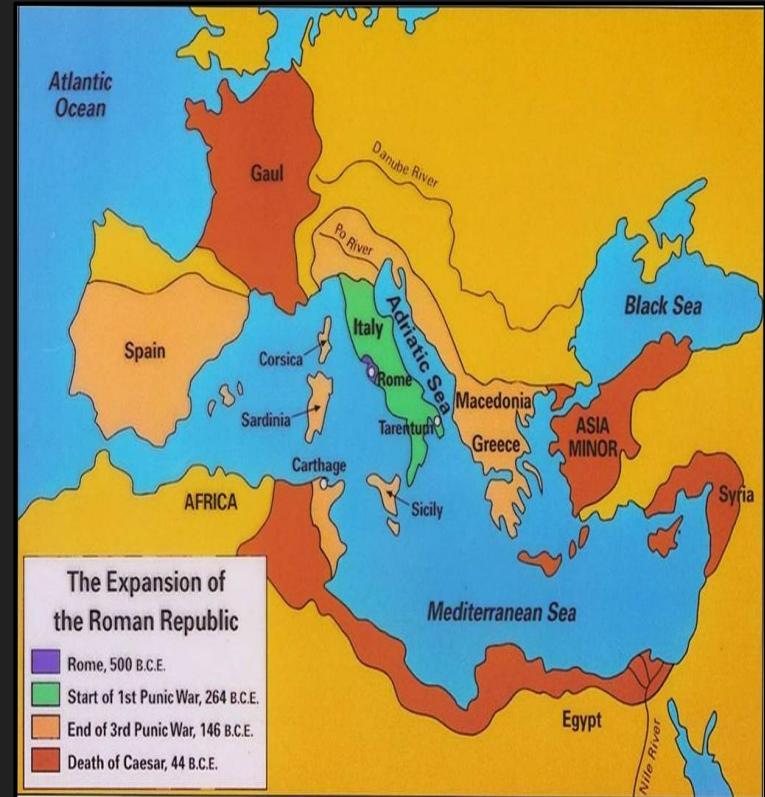 Atlantic
Ocean
Gaul
Danube River
Po River
Black Sea
Adriatic Sea
Italy
Spain
Corsica
Rome
Macedonia
Sardinia
Tarentum
ASIA
MINOR
Greece
Carthage
AFRICA
Sicily
Syria
The Expansion of
the Roman Republic
Mediterranean Sea
Rome, 500 B.C.E.
Start of 1st Punic War, 264 B.C.E.
End of 3rd Punic War, 146 B.C.E.
Death of Caesar, 44 B.C.E.
Egypt
Nile River